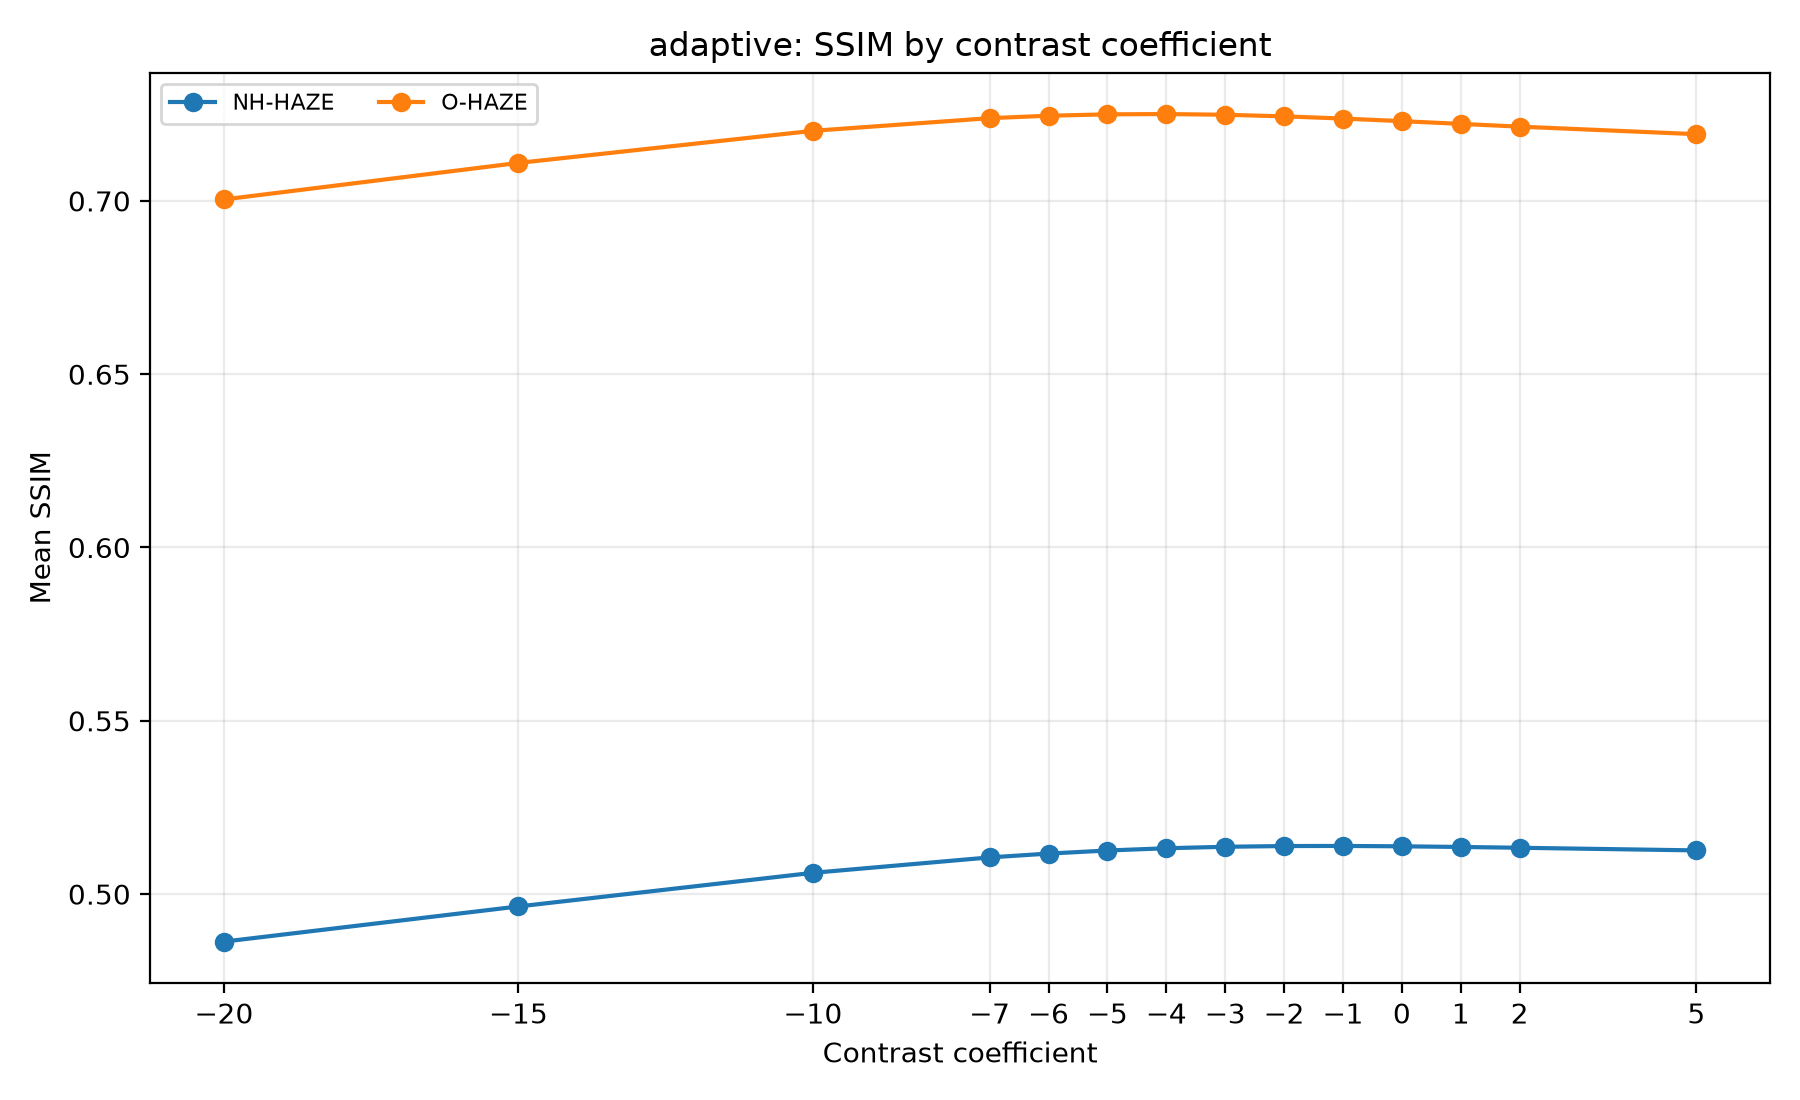 adaptive: SSIM by contrast coefficient
NH-HAZE O-HAZE
Mean SSIM
0.70
0.65
0.60
0.55
0.50
−20 −15 −10 −7 −6 −5 −4 −3 −2 −1 0 1 2 5
Contrast coefficient